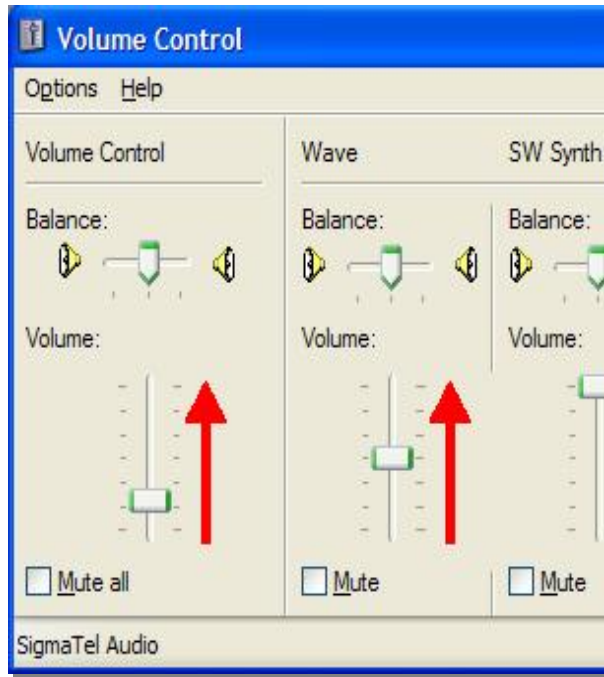 Volume Control
Options Help
Volume Control
Wave
SW Synth
Balance:
Balance:
Balance:
Volume:
Volume:
Volume:
Mute all
Mute
Mute
SigmaTel Audio